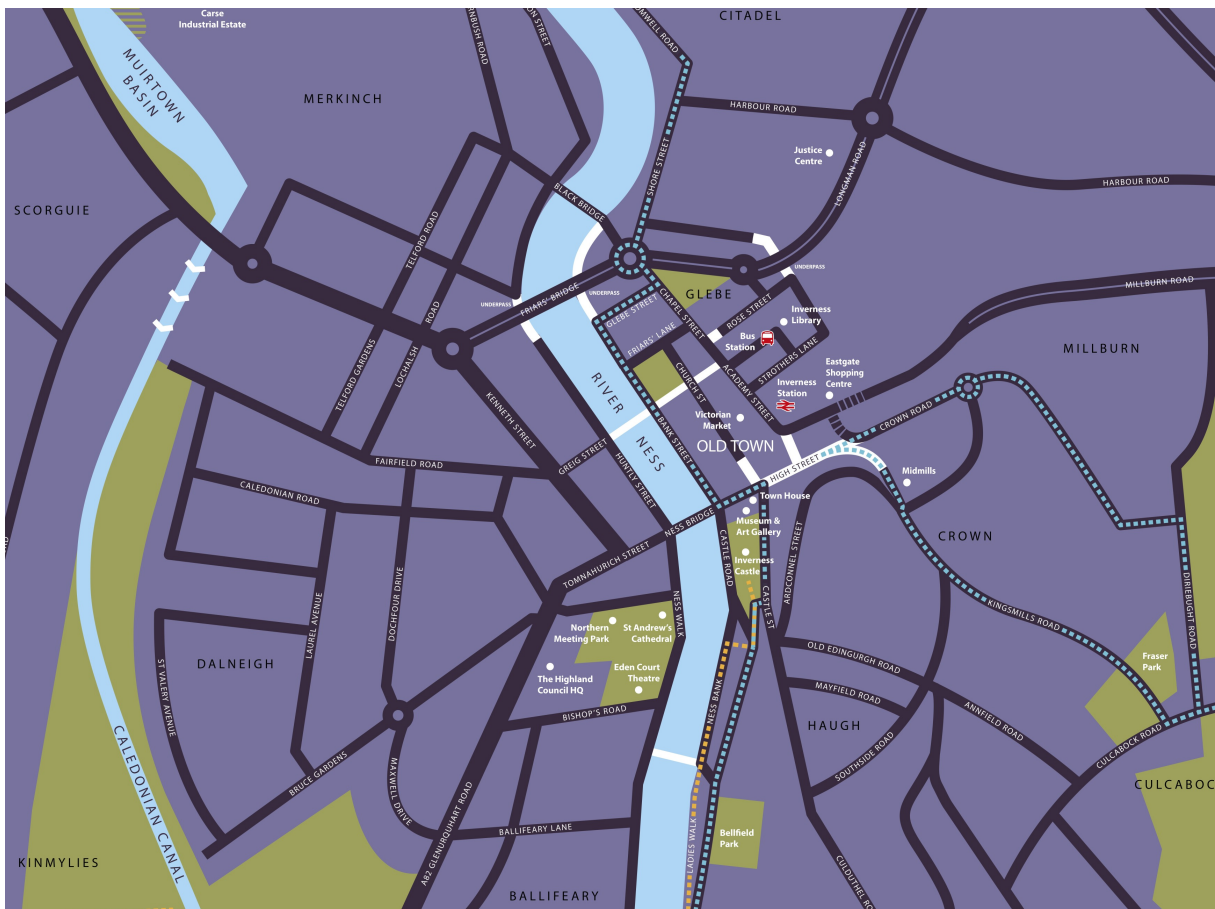 Carse
Industrial Estate
CITADEL
MUIRTOWN
BASIN
MERKINCH
HARBOUR ROAD
Justice
Centre
SHORE STREET
LONGMAN ROAD
HARBOUR ROAD
SCORGUIE
BLACK BRIDGE
TELFORD ROAD
UNDERPASS
UNDERPASS
UNDERPASS
MILLBURN ROAD
GLEBE
FRIARS' BRIDGE
GLEBE STREET
CHAPEL STREET
ROSE STREET
Inverness
Library
LOCHALSH
ROAD
TELFORD GARDENS
FRIARS' LANE
Bus
Station
STROTHERS LANE
MILLBURN
Eastgate
Shopping
Centre
RIVER
NESS
CHURCH ST
ACADEMY STREET
Inverness
Station
KENNETH STREET
Victorian
Market
BANK STREET
CROWN ROAD
OLD TOWN
GREIG STREET
HUNTLY STREET
HIGH STREET
FAIRFIELD ROAD
Midmills
CALEDONIAN ROAD
Town House
Museum &
Art Gallery
NESS BRIDGE
TOMNAHURICH STREET
CASTLE ROAD
Inverness
Castle
ARDCONNEL STREET
CROWN
CASTLE ST
KINGSMILLS ROAD
DIRIEBUGHT ROAD
LAUREL AVENUE
DOCHFOUR DRIVE
NESS WALK
Northern
Meeting Park
St Andrew's
Cathedral
OLD EDINGURGH ROAD
Fraser
Park
DALNEIGH
ST VALERY AVENUE
The Highland
Council HQ
Eden Court
Theatre
MAYFIELD ROAD
ANNFIELD ROAD
NESS BANK
BISHOP'S ROAD
HAUGH
SOUTHSIDE ROAD
CULCABOCK ROAD
CALEDONIAN CANAL
BRUCE GARDENS
MAXWELL DRIVE
A82 GLENURQUHART ROAD
CULCABOC
BALLIFEARY LANE
LADIES WALK
Bellfield
Park
KINMYLIES
CULDUTHEL RO
BALLIFEARY